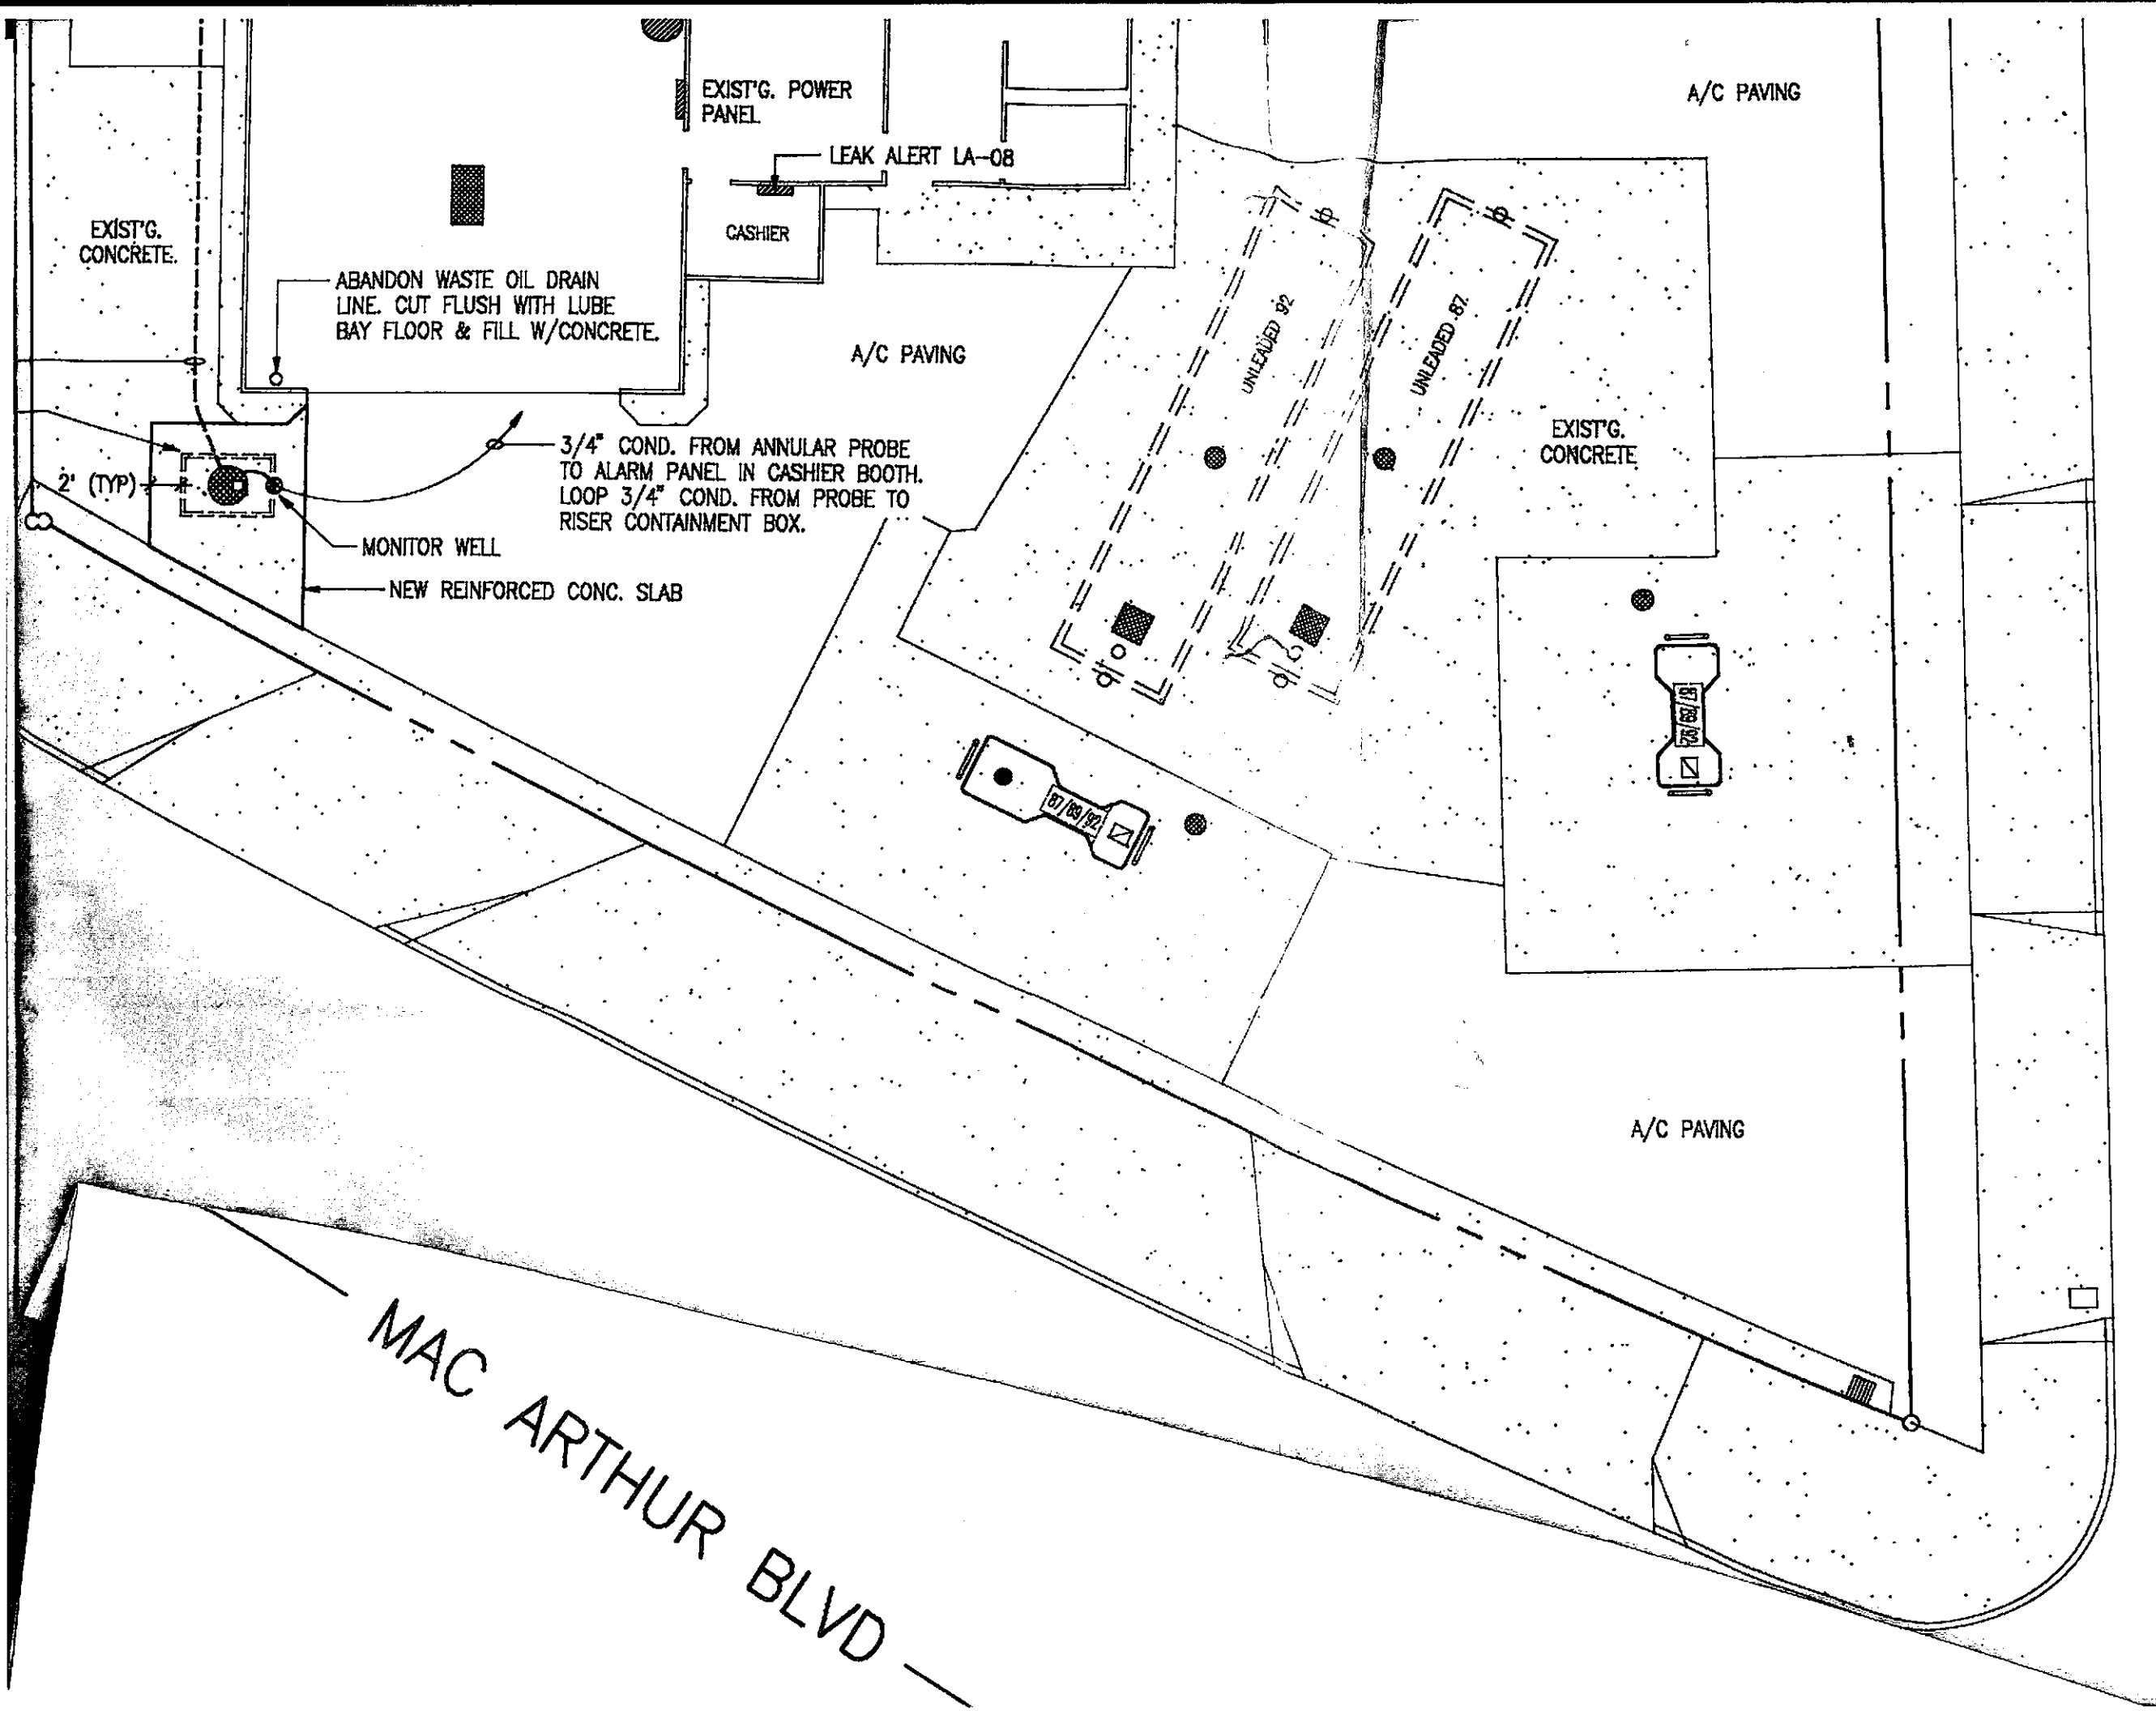 EXIST'G. POWER
PANEL
A/C PAVING
LEAK ALERT LA-08
EXIST'G.
CONCRETE.
CASHIER
ABANDON WASTE OIL DRAIN
LINE. CUT FLUSH WITH LUBE
BAY FLOOR & FILL W/CONCRETE.
A/C PAVING
UNLEADED 92
UNLEADED 87
EXIST'G.
CONCRETE
3/4" COND. FROM ANNULAR PROBE
TO ALARM PANEL IN CASHIER BOOTH.
LOOP 3/4" COND. FROM PROBE TO
RISER CONTAINMENT BOX.
2' (TYP)
MONITOR WELL
NEW REINFORCED CONC. SLAB
87/89/92
87/89/92
A/C PAVING
MAC ARTHUR BLVD